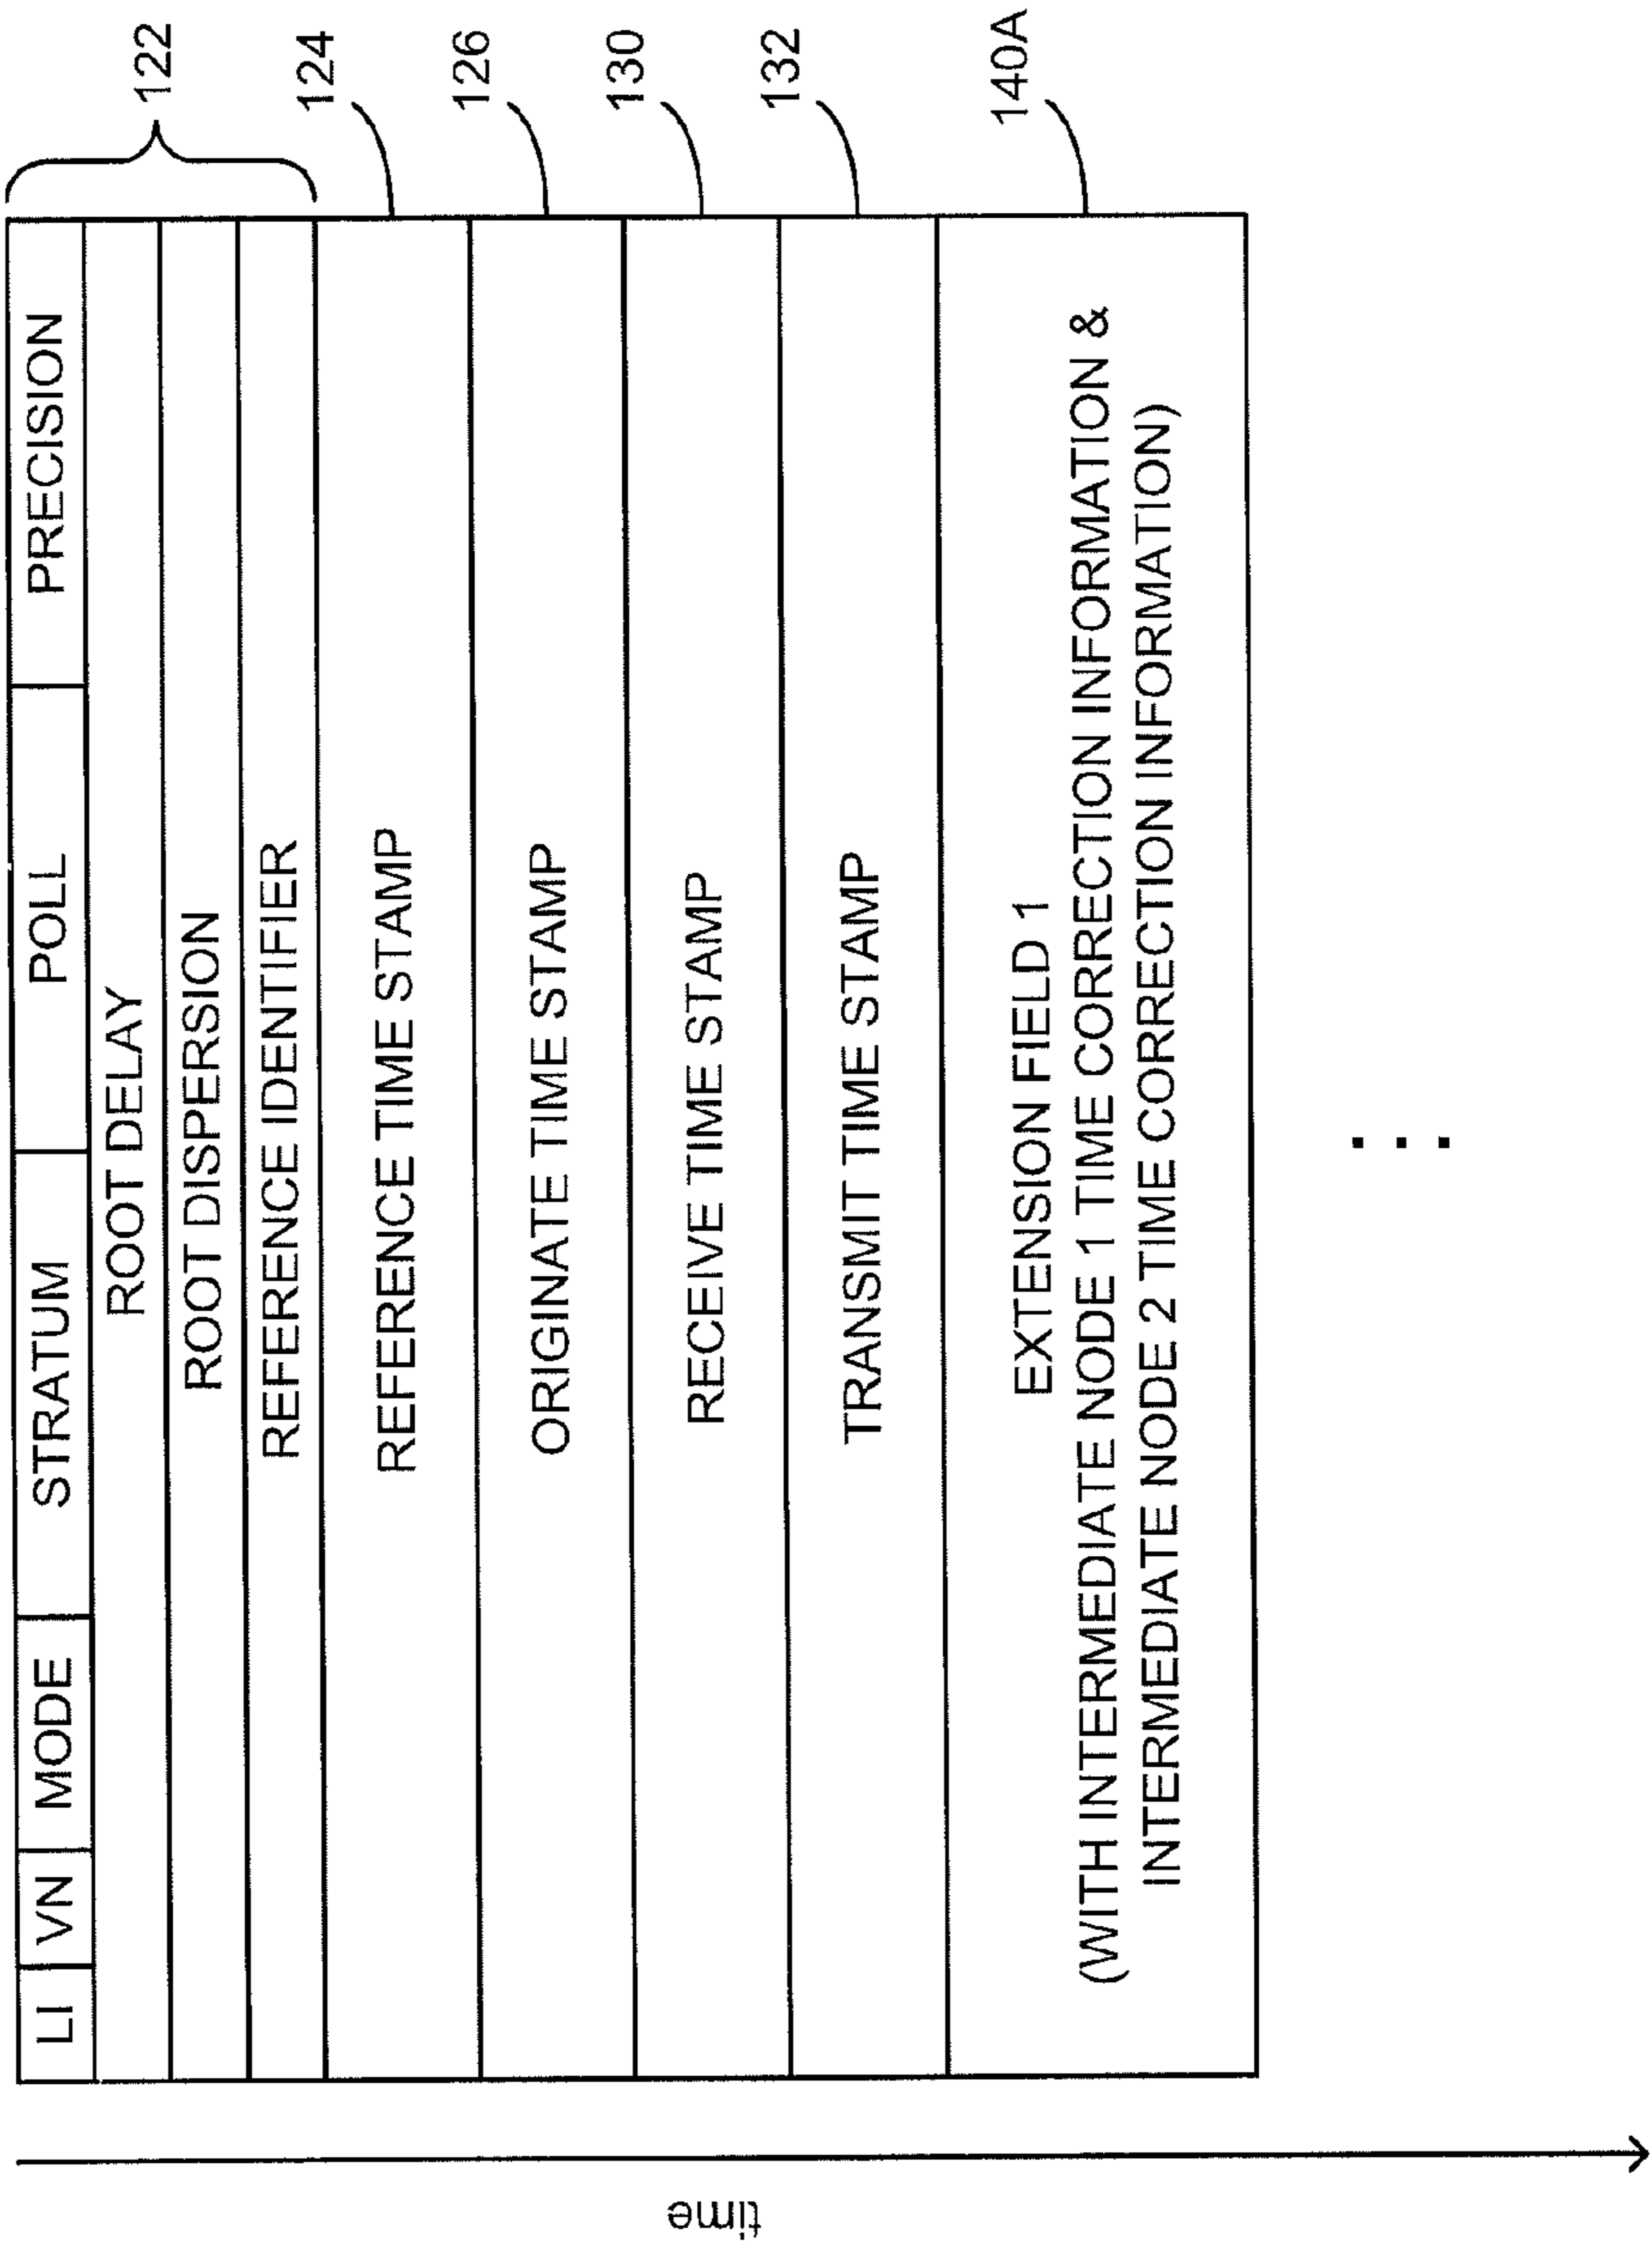 LI VN MODE STRATUM POLL PRECISION
122
ROOT DELAY
ROOT DISPERSION
REFERENCE IDENTIFIER
124
REFERENCE TIME STAMP
126
ORIGINATE TIME STAMP
130
RECEIVE TIME STAMP
132
TRANSMIT TIME STAMP
140A
EXTENSION FIELD 1
(WITH INTERMEDIATE NODE 1 TIME CORRECTION INFORMATION &
INTERMEDIATE NODE 2 TIME CORRECTION INFORMATION)
. . .
time